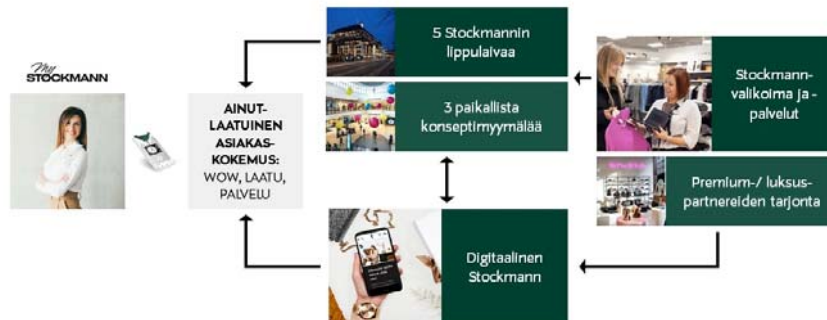 My
STOCKMANN
AINUT-
LAATUINEN
ASIAKAS-
KOKEMUS:
WOW, LAATU,
PALVELU
5 Stockmannin
lippulaivaa
3 paikallista
konseptimyymälää
Digitaalinen
Stockmann
Stockmann-
valikoima ja -
palvelut
Premium-/ luksus-
partnereiden tarjonta